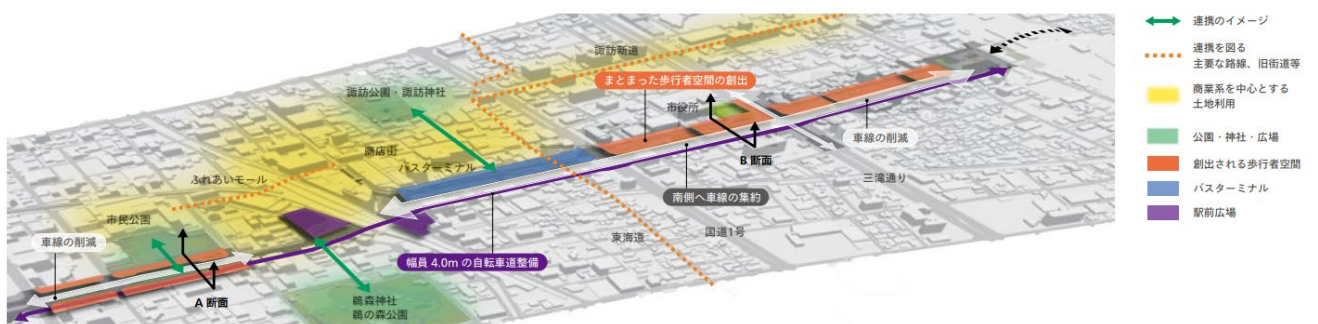 諏訪新道
まとまった歩行者空間の創出
諏訪公園・諏訪神社
市役所
車線の削減
B 断面
商店街
バスターミナル
三滝通り
ふれあいモール
南側へ車線の集約
市民公園
国道1号
東海道
車線の削減
幅員 4.0m の自転車道整備
A 断面
鵜森神社
鵜の森公園
連携のイメージ
連携を図る
主要な路線、旧街道等
商業系を中心とする
土地利用
公園・神社・広場
創出される歩行者空間
バスターミナル
駅前広場